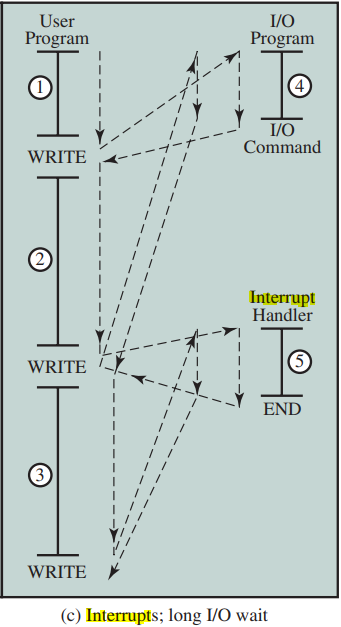 User
Program
I/O
Program
1
4
WRITE
I/O
Command
2
Interrupt
Handler
WRITE
5
END
3
WRITE
(c) Interrupts; long I/O wait